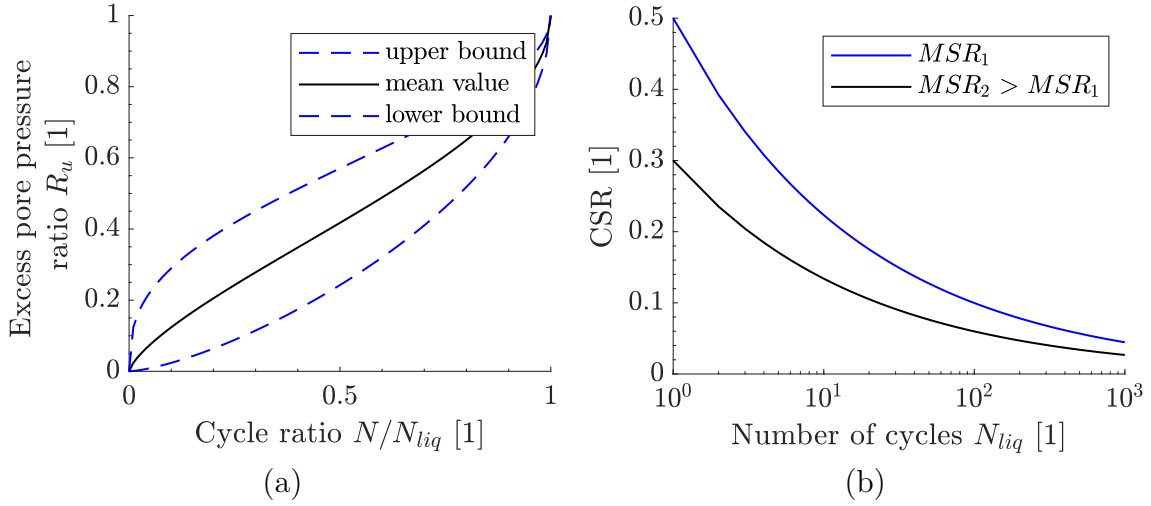 Excess pore pressure
ratio R_u [1]
1
0.8
0.6
0.4
0.2
0
0
0.5
1
Cycle ratio N/N_liq [1]
upper bound
mean value
lower bound
(a)
CSR [1]
0.5
0.4
0.3
0.2
0.1
0
10^0
10^1
10^2
10^3
Number of cycles N_liq [1]
MSR_1
MSR_2 > MSR_1
(b)